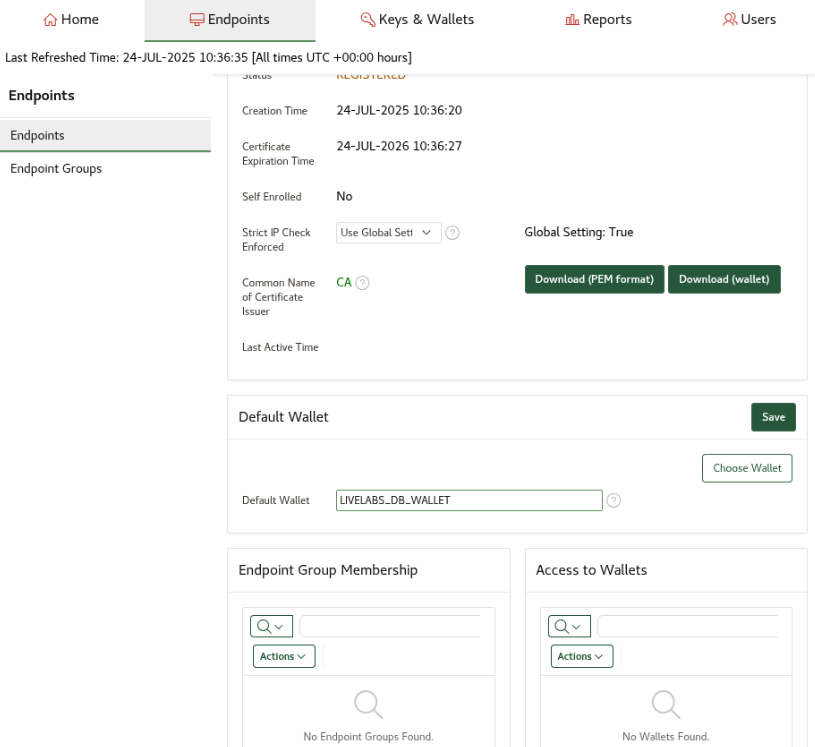 Home
Endpoints
Keys & Wallets
Reports
Users
Last Refreshed Time: 24-JUL-2025 10:36:35 [All times UTC +00:00 hours]
Endpoints
Endpoints
Endpoint Groups
Status
REGISTERED
Creation Time
24-JUL-2025 10:36:20
Certificate
Expiration Time
24-JUL-2026 10:36:27
Self Enrolled
No
Strict IP Check
Enforced
Use Global Sett
Global Setting: True
Common Name
of Certificate
Issuer
CA
Download (PEM format)
Download (wallet)
Last Active Time
Default Wallet
Save
Choose Wallet
Default Wallet
LIVELABS_DB_WALLET
Endpoint Group Membership
Actions
No Endpoint Groups Found.
Access to Wallets
Actions
No Wallets Found.